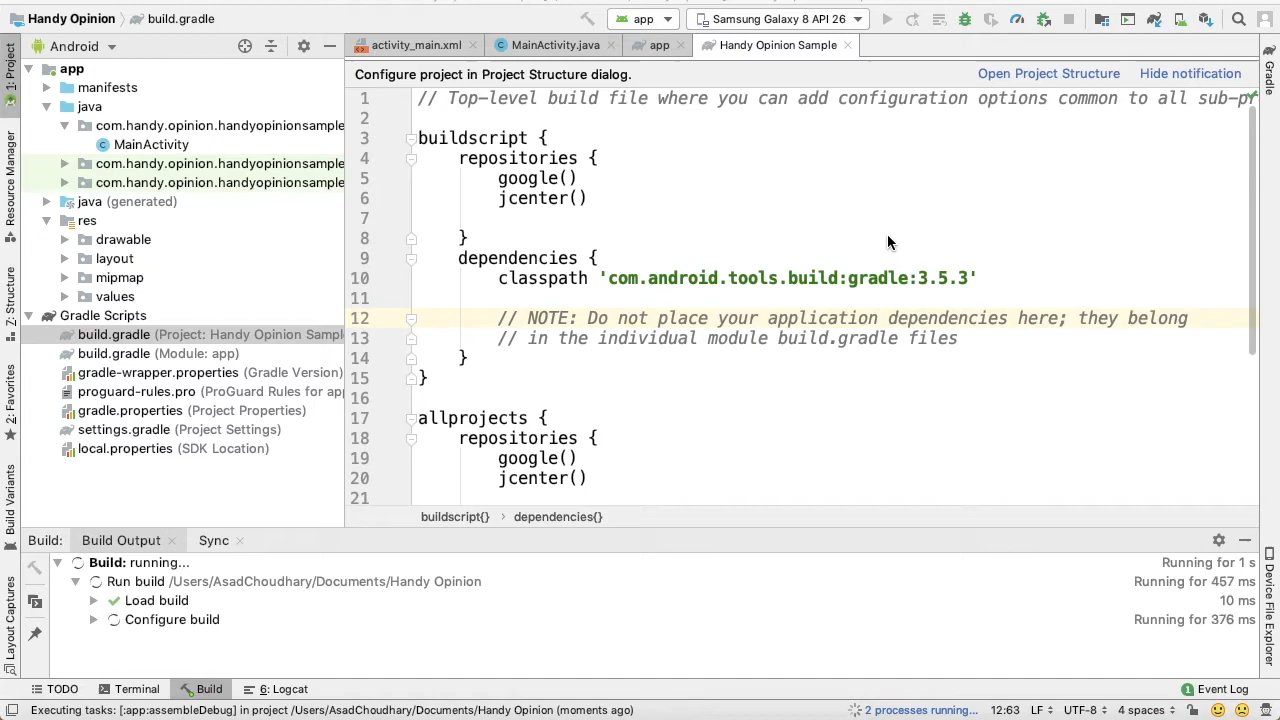 Handy Opinion
build.gradle
app
Samsung Galaxy 8 API 26
Android
activity_main.xml
MainActivity.java
app
Handy Opinion Sample
Configure project in Project Structure dialog.
Open Project Structure
Hide notification
1: Project
Resource Manager
Z: Structure
2: Favorites
Build Variants
Layout Captures
Gradle
Device File Explorer
app
manifests
java
com.handy.opinion.handyopinionsample
MainActivity
com.handy.opinion.handyopinionsample
com.handy.opinion.handyopinionsample
java (generated)
res
drawable
layout
mipmap
values
Gradle Scripts
build.gradle (Project: Handy Opinion Sampl
build.gradle (Module: app)
gradle-wrapper.properties (Gradle Version)
proguard-rules.pro (ProGuard Rules for app
gradle.properties (Project Properties)
settings.gradle (Project Settings)
local.properties (SDK Location)
1 // Top-level build file where you can add configuration options common to all sub-pr
2
3 buildscript {
4 repositories {
5 google()
6 jcenter()
7
8 }
9 dependencies {
10 classpath 'com.android.tools.build:gradle:3.5.3'
11
12 // NOTE: Do not place your application dependencies here; they belong
13 // in the individual module build.gradle files
14 }
15 }
16
17 allprojects {
18 repositories {
19 google()
20 jcenter()
21
buildscript{} › dependencies{}
Build:
Build Output
Sync
Build: running...
Running for 1 s
Run build /Users/AsadChoudhary/Documents/Handy Opinion
Running for 457 ms
Load build
10 ms
Configure build
Running for 376 ms
TODO
Terminal
Build
6: Logcat
1 Event Log
Executing tasks: [:app:assembleDebug] in project /Users/AsadChoudhary/Documents/Handy Opinion (moments ago)
2 processes running...
12:63
LF
UTF-8
4 spaces